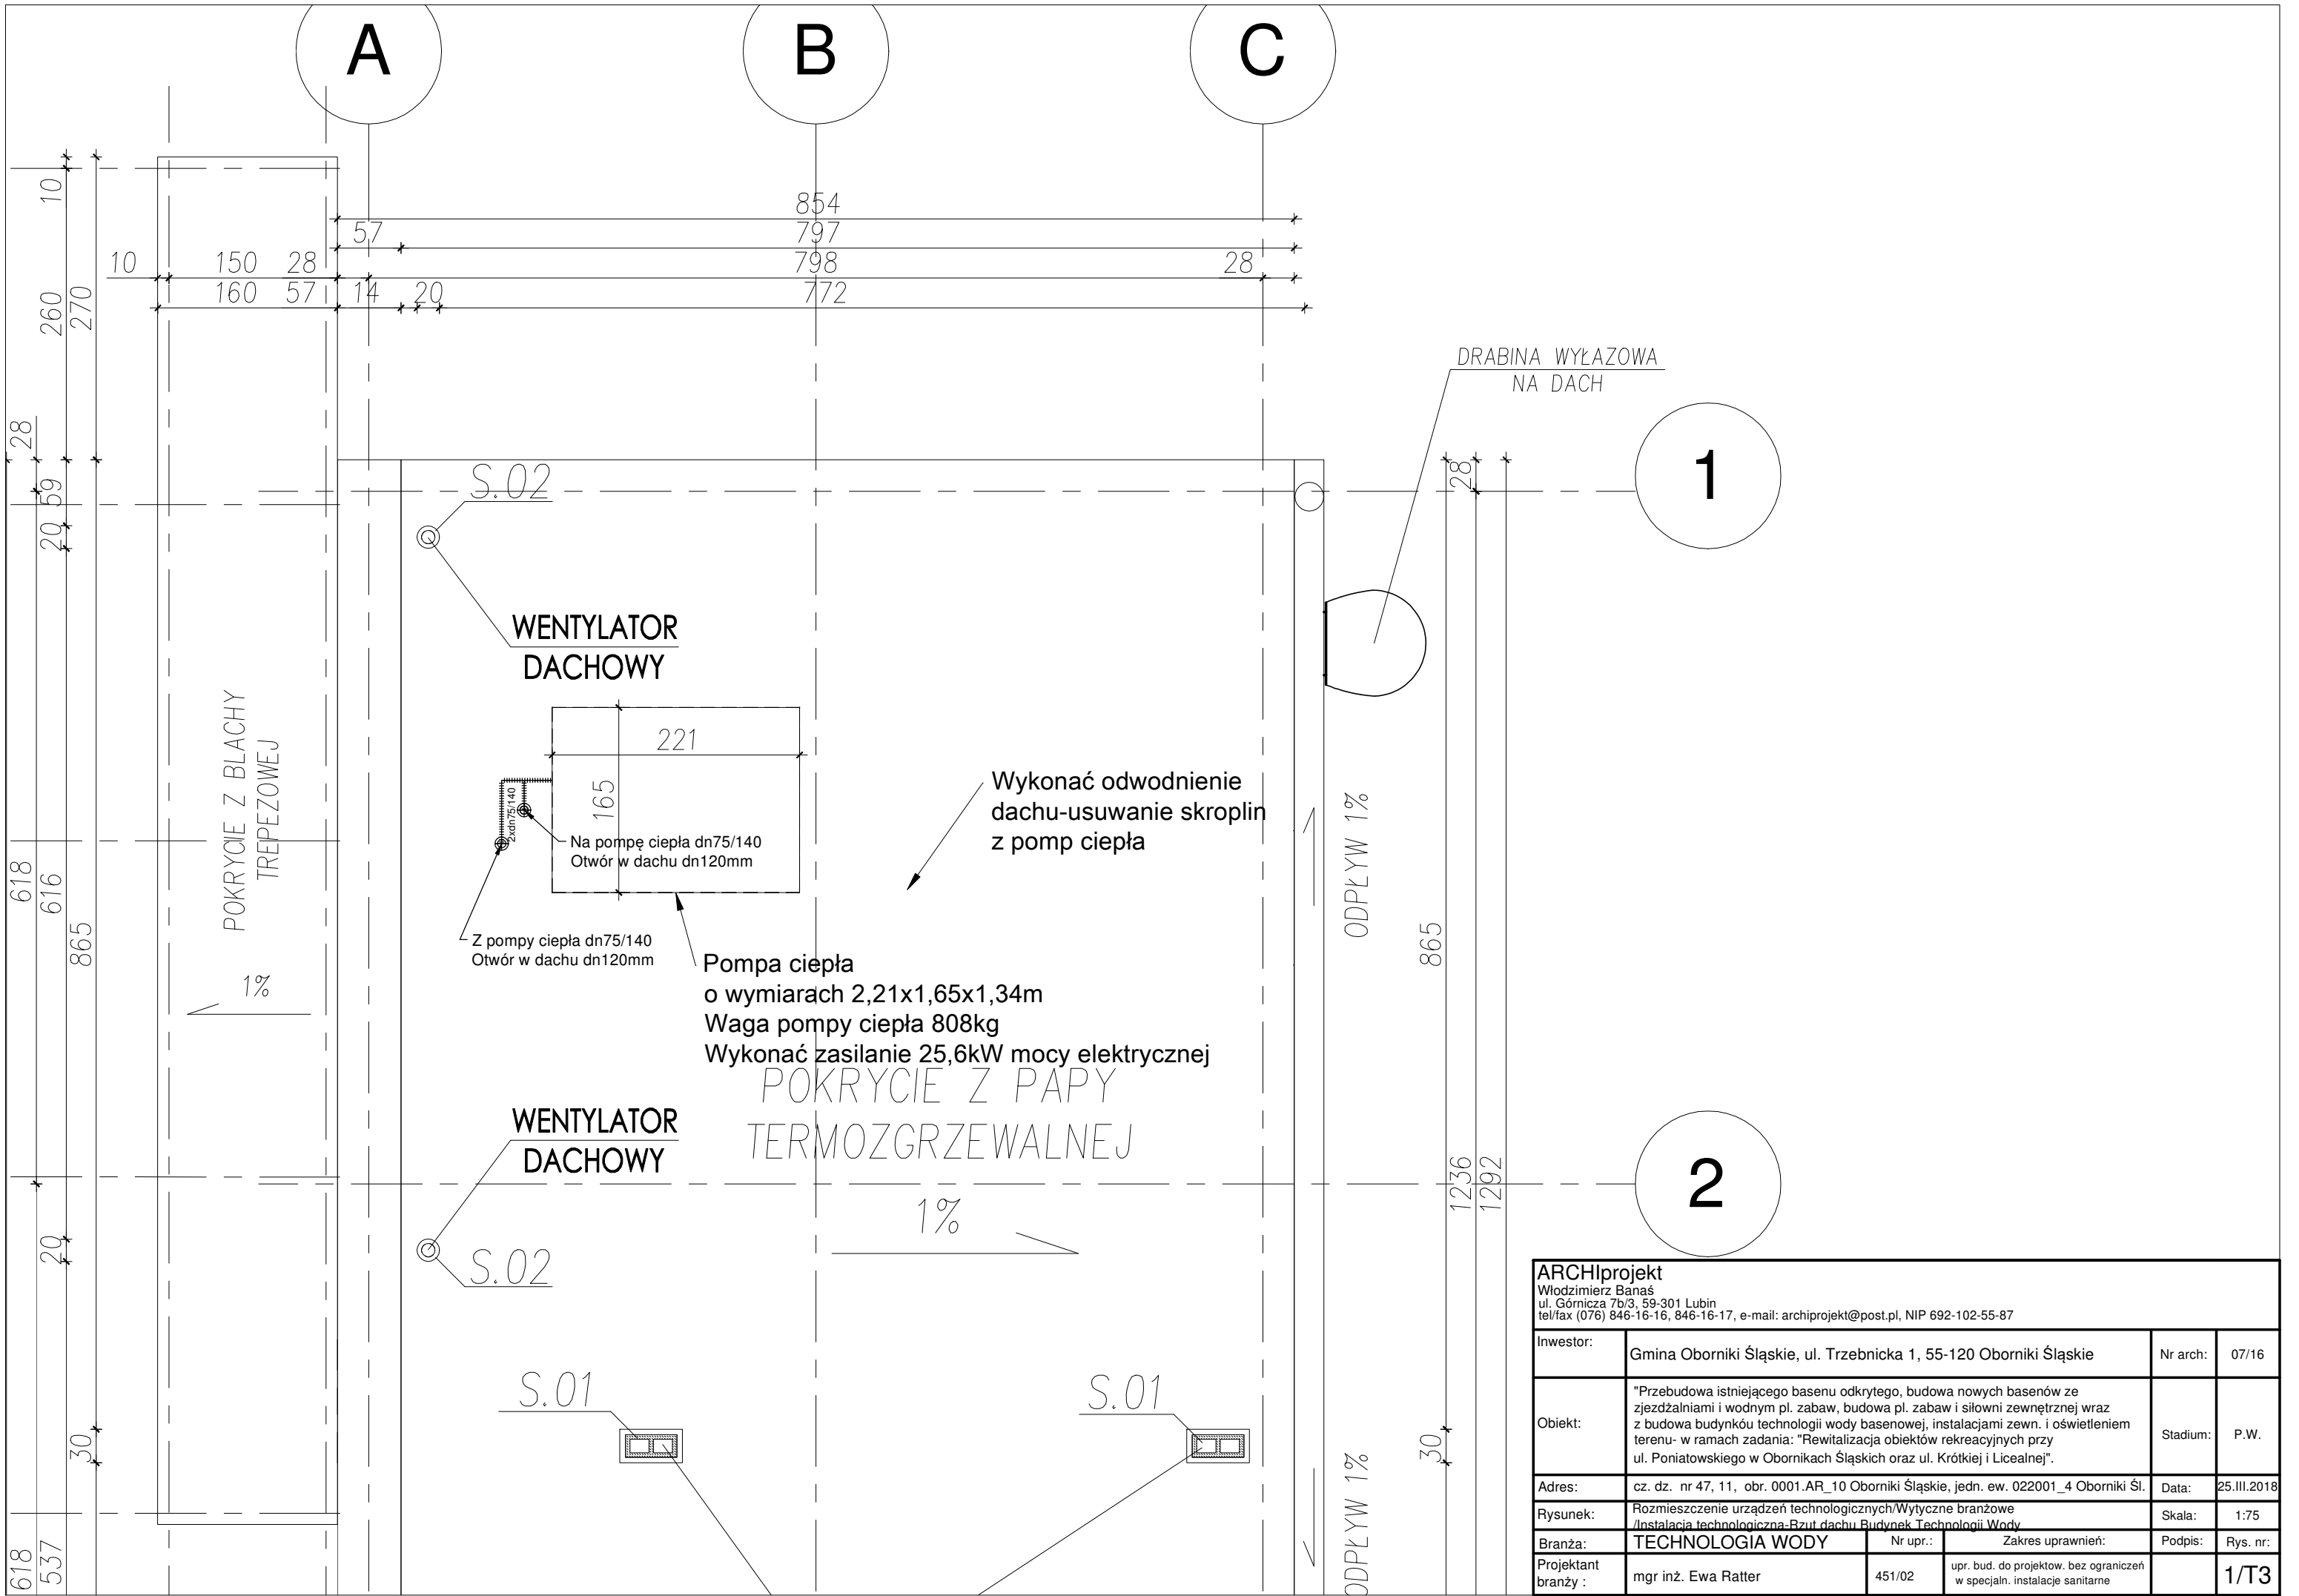 A
B
C
10
854
57
797
10
150
28
798
28
160
57
14
20
772
260
270
DRABINA WYŁAZOWA
NA DACH
28
59
20
S.02
28
1
WENTYLATOR
DACHOWY
221
165
2xdn75/140
Na pompę ciepła dn75/140
Otwór w dachu dn120mm
Wykonać odwodnienie
dachu-usuwanie skroplin
z pomp ciepła
POKRYCIE Z BLACHY
TREPEZOWEJ
1%
ODPŁYW 1%
618
616
865
865
Z pompy ciepła dn75/140
Otwór w dachu dn120mm
Pompa ciepła
o wymiarach 2,21x1,65x1,34m
Waga pompy ciepła 808kg
Wykonać zasilanie 25,6kW mocy elektrycznej
POKRYCIE Z PAPY
TERMOZGRZEWALNEJ
WENTYLATOR
DACHOWY
1236
1292
2
1%
20
S.02
S.01
S.01
30
30
ODPŁYW 1%
618
537
ARCHIprojekt
Włodzimierz Banaś
ul. Górnicza 7b/3, 59-301 Lubin
tel/fax (076) 846-16-16, 846-16-17, e-mail: archiprojekt@post.pl, NIP 692-102-55-87
Inwestor:
Gmina Oborniki Śląskie, ul. Trzebnicka 1, 55-120 Oborniki Śląskie
Nr arch:
07/16
Obiekt:
"Przebudowa istniejącego basenu odkrytego, budowa nowych basenów ze
zjezdżalniami i wodnym pl. zabaw, budowa pl. zabaw i siłowni zewnętrznej wraz
z budowa budynkó technologii wody basenowej, instalacjami zewn. i oświetleniem
terenu- w ramach zadania: "Rewitalizacja obiektów rekreacyjnych przy
ul. Poniatowskiego w Obornikach Śląskich oraz ul. Krótkiej i Licealnej".
Stadium:
P.W.
Adres:
cz. dz. nr 47, 11, obr. 0001.AR_10 Oborniki Śląskie, jedn. ew. 022001_4 Oborniki Śl.
Data:
25.III.2018
Rysunek:
Rozmieszczenie urządzeń technologicznych/Wytyczne branżowe
/Instalacja technologiczna-Rzut dachu Budynek Technologii Wody
Skala:
1:75
Branża:
TECHNOLOGIA WODY
Nr upr.:
Zakres uprawnień:
Podpis:
Rys. nr:
Projektant
branży :
mgr inż. Ewa Ratter
451/02
upr. bud. do projektow. bez ograniczeń
w specjaln. instalacje sanitarne
1/T3